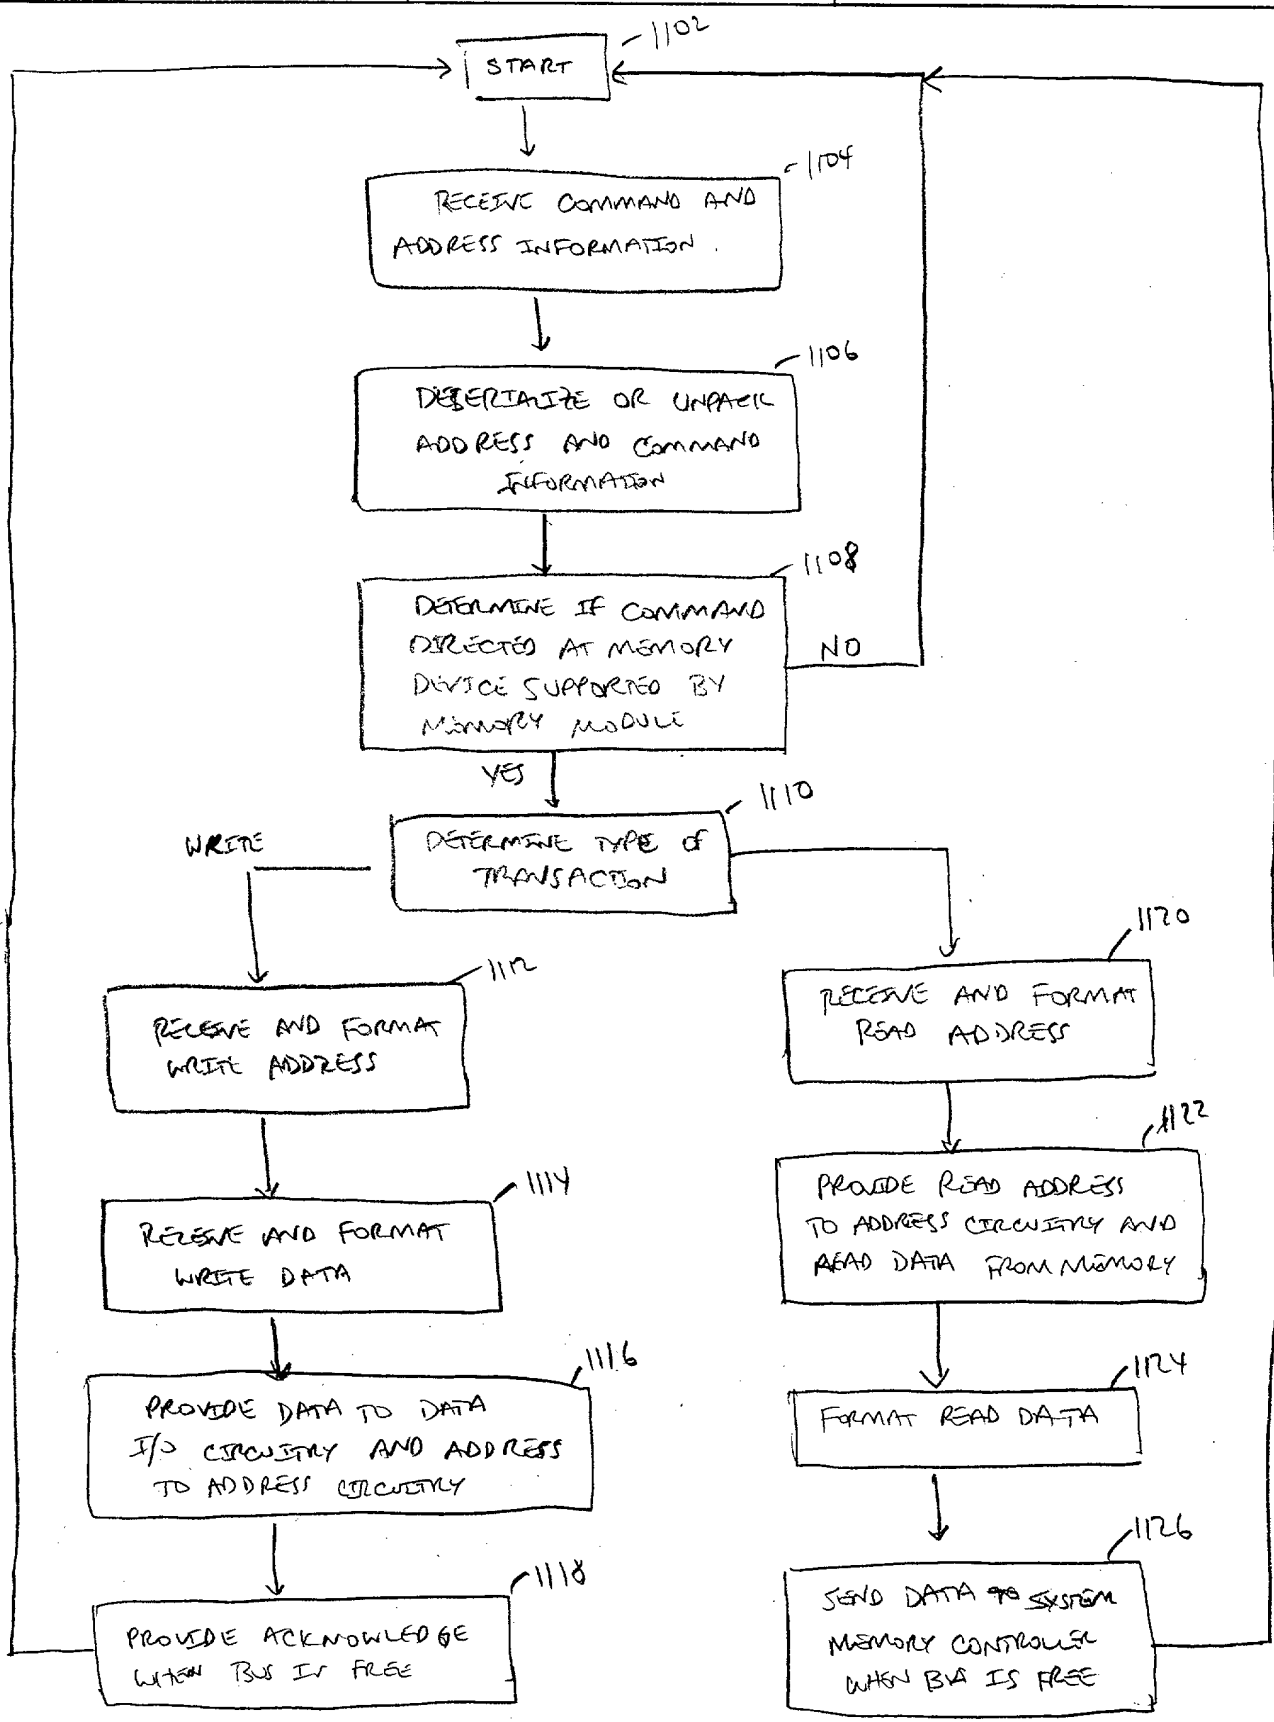 1102
START
1104
RECEIVE COMMAND AND
ADDRESS INFORMATION.
1106
DESERIALIZE OR UNPACK
ADDRESS AND COMMAND
INFORMATION
1108
DETERMINE IF COMMAND
DIRECTED AT MEMORY
DEVICE SUPPORTED BY
MEMORY MODULE
NO
YES
1110
DETERMINE TYPE OF
TRANSACTION
WRITE
1112
RECEIVE AND FORMAT
WRITE ADDRESS
1114
RECEIVE AND FORMAT
WRITE DATA
1116
PROVIDE DATA TO DATA
I/O CIRCUITRY AND ADDRESS
TO ADDRESS CIRCUITRY
1118
PROVIDE ACKNOWLEDGE
WHEN BUS IS FREE
1120
RECEIVE AND FORMAT
READ ADDRESS
1122
PROVIDE READ ADDRESS
TO ADDRESS CIRCUITRY AND
READ DATA FROM MEMORY
1124
FORMAT READ DATA
1126
SEND DATA TO SYSTEM
MEMORY CONTROLLER
WHEN BUS IS FREE